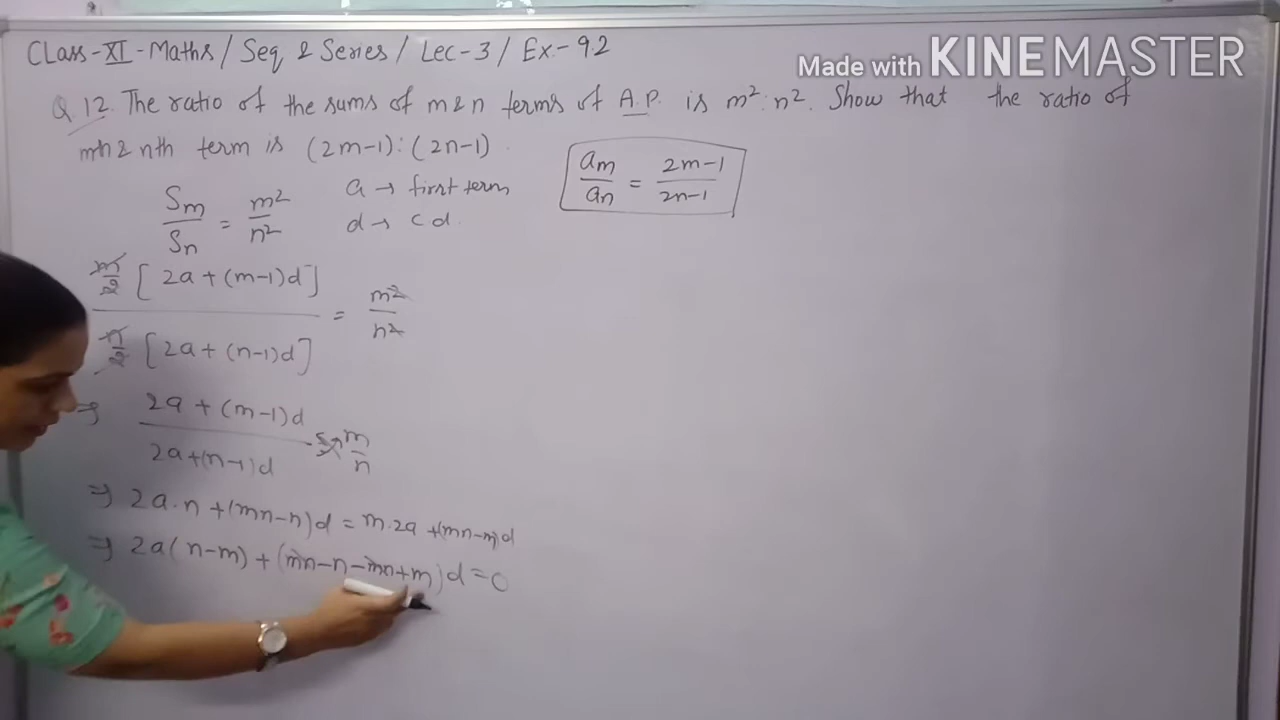 Class-XI-Maths / Seq & Series / Lec-3 / Ex-9.2
Made with KINEMASTER
Q 12. The ratio of the sums of m & n terms of A.P. is m² : n². Show that the ratio of
mth & nth term is (2m-1) : (2n-1).
Sm/Sn = m²/n²
a → first term
d → c d.
am/an = 2m-1/2n-1
m/2 [2a + (m-1)d] / n/2 [2a + (n-1)d] = m²/n²
⇒ 2a + (m-1)d / 2a + (n-1)d = m/n
⇒ 2a.n + (mn-n)d = m.2a + (mn-m)d
⇒ 2a(n-m) + (mn-n-mn+m)d = 0